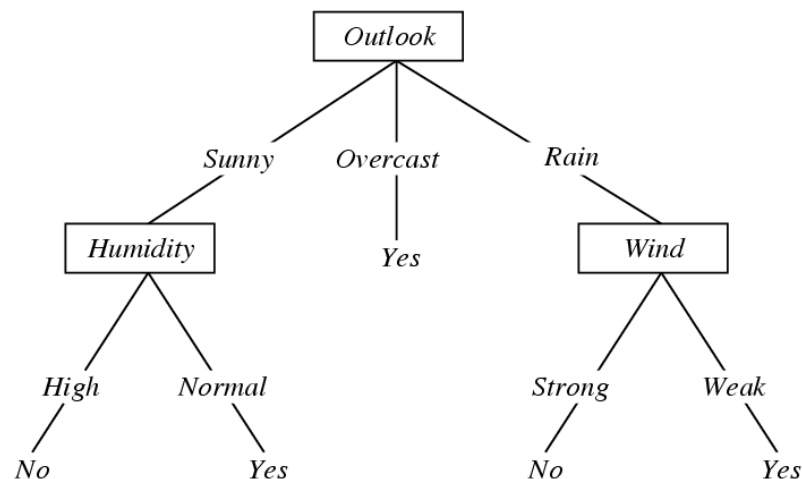 Outlook
Sunny Overcast Rain
Humidity Yes Wind
High Normal Strong Weak
No Yes No Yes